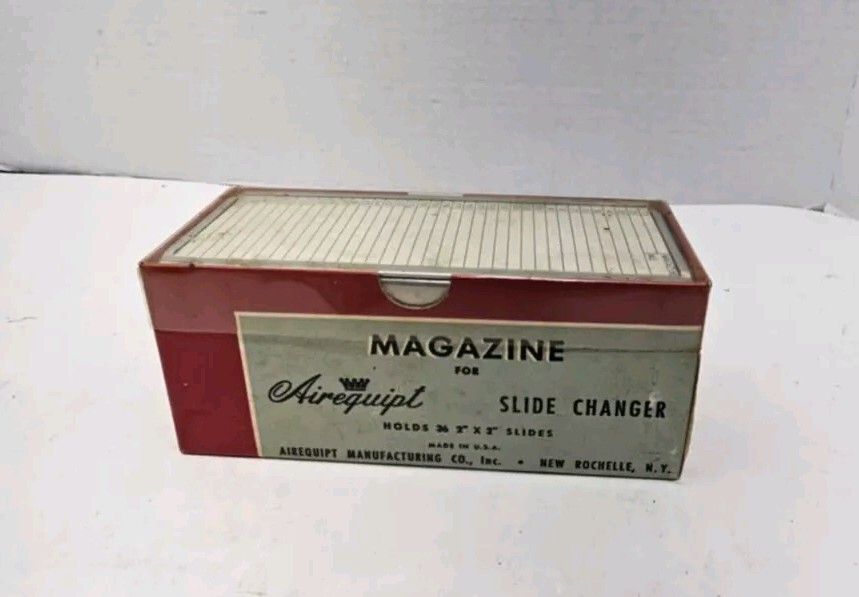 MAGAZINE
FOR
Airequipt SLIDE CHANGER
HOLDS 36 2" X 2" SLIDES
MADE IN U.S.A.
AIREQUIPT MANUFACTURING CO., Inc. • NEW ROCHELLE, N.Y.